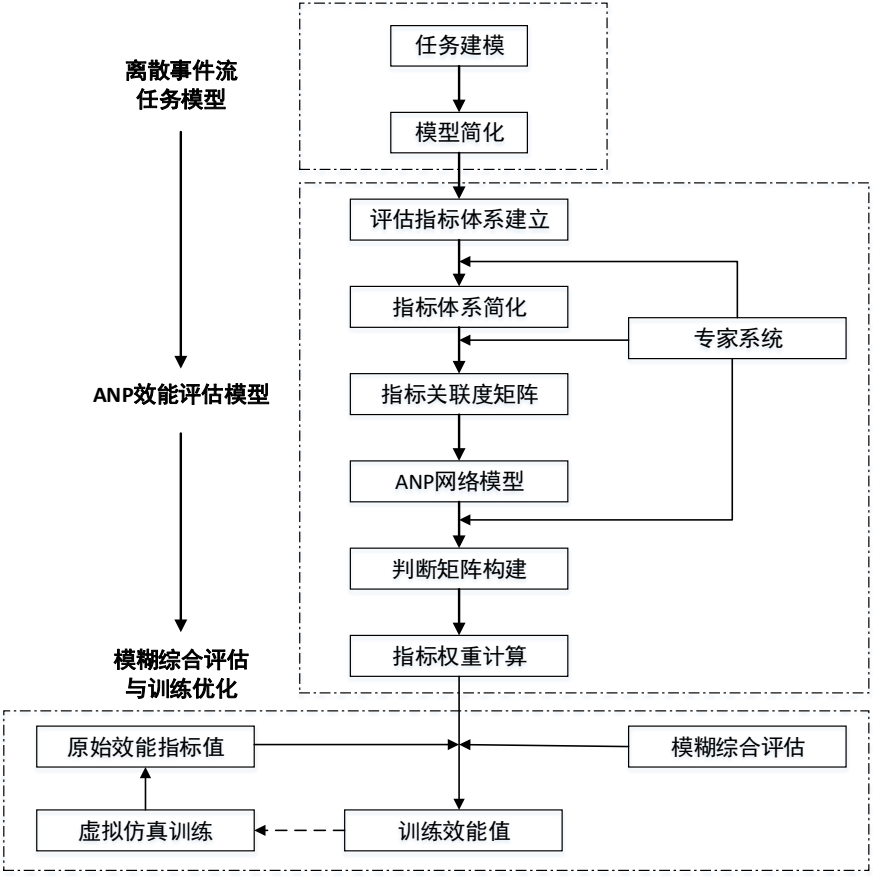 任务建模
离散事件流
任务模型
模型简化
评估指标体系建立
指标体系简化
专家系统
ANP效能评估模型
指标关联度矩阵
ANP网络模型
判断矩阵构建
指标权重计算
模糊综合评估
与训练优化
原始效能指标值
模糊综合评估
虚拟仿真训练
训练效能值